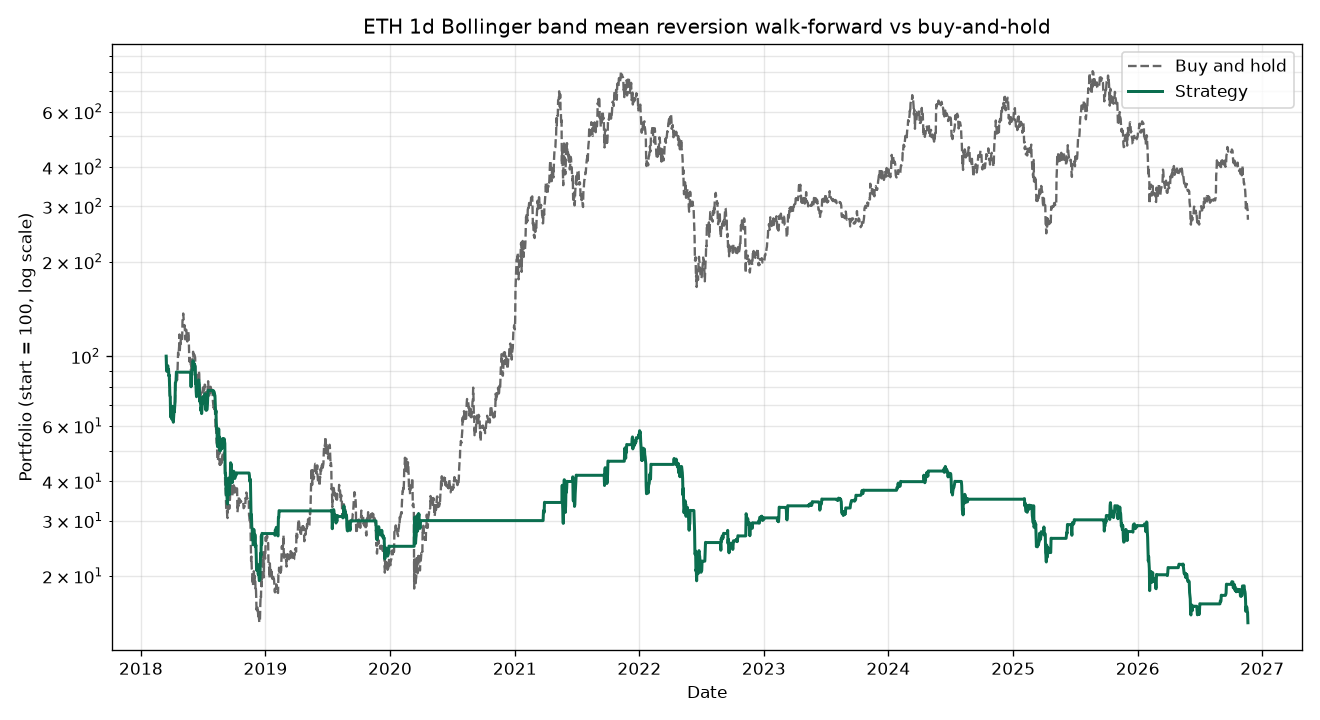 ETH 1d Bollinger band mean reversion walk-forward vs buy-and-hold
Buy and hold
Strategy
Portfolio (start = 100, log scale)
6 × 10²
4 × 10²
3 × 10²
2 × 10²
10²
6 × 10¹
4 × 10¹
3 × 10¹
2 × 10¹
2018 2019 2020 2021 2022 2023 2024 2025 2026 2027
Date